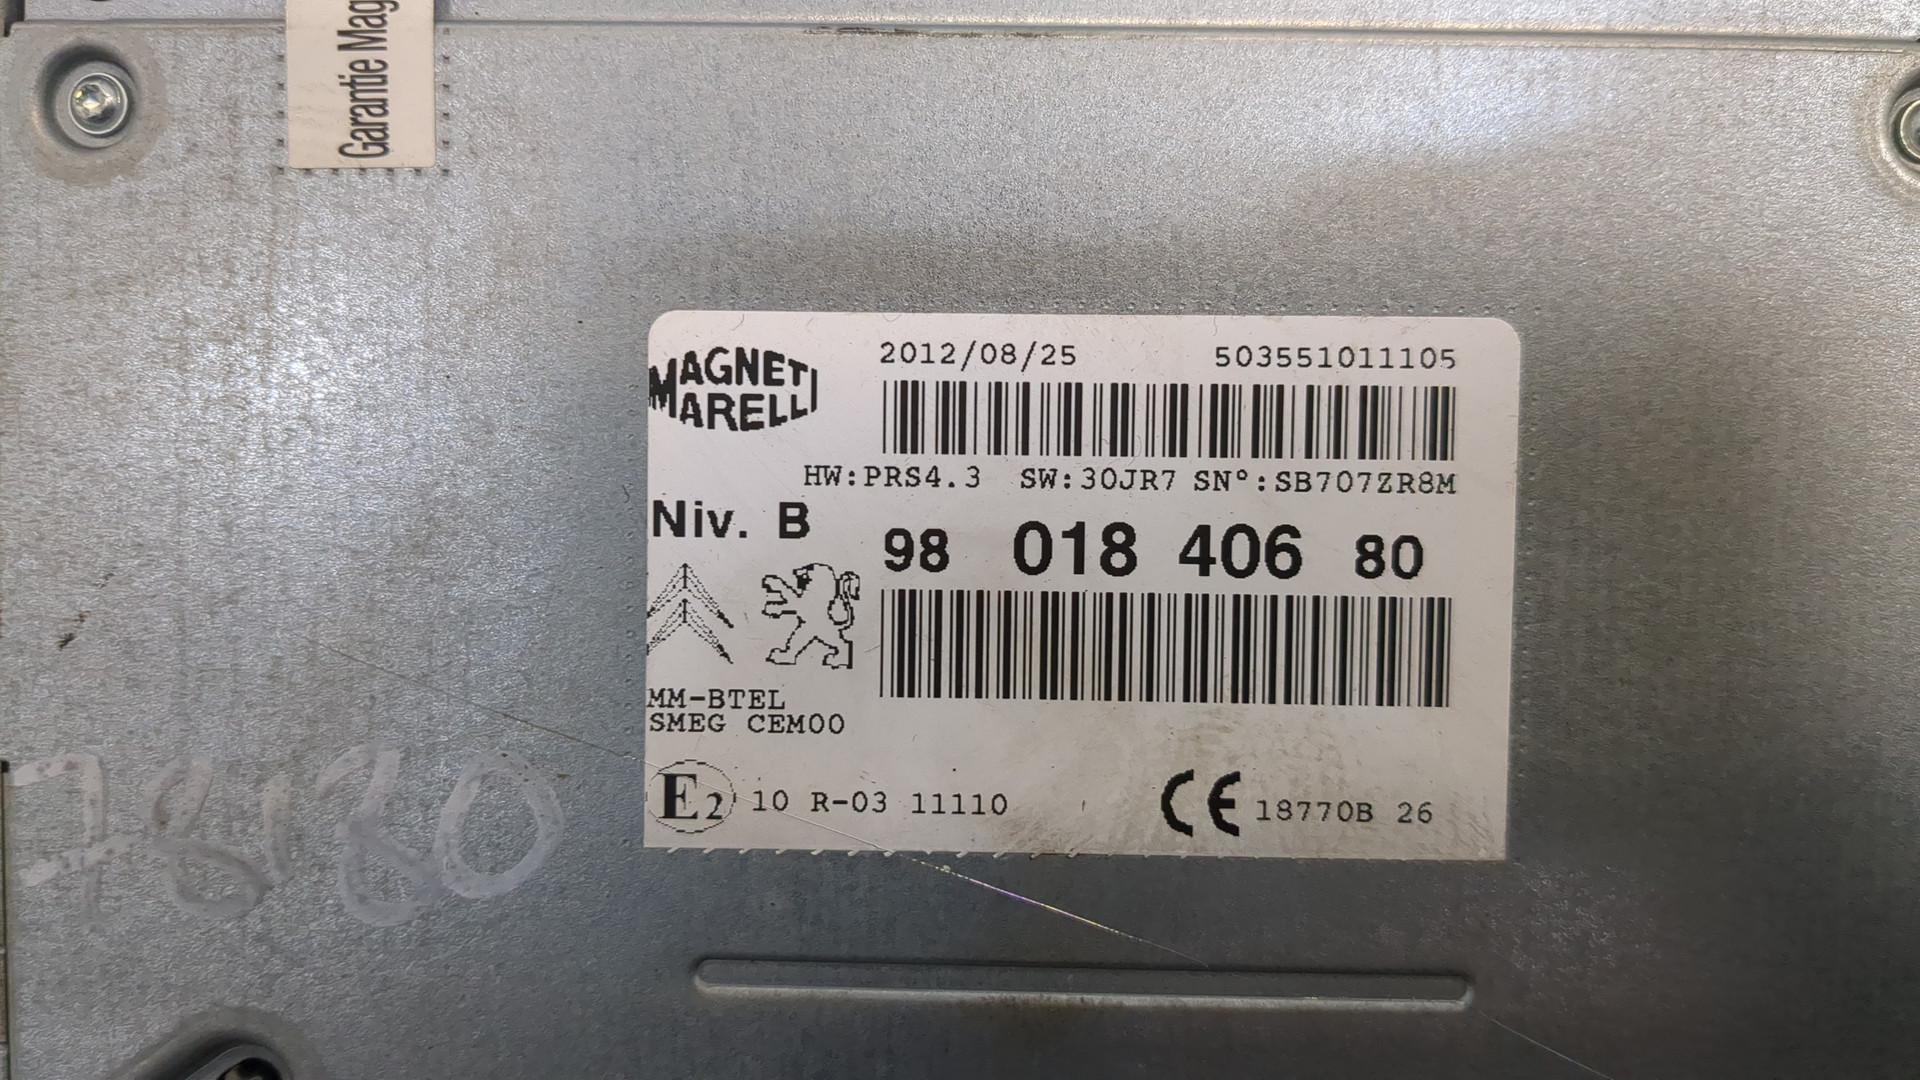 Garantie Mag
MAGNETI
MARELLI
2012/08/25 503551011105
HW:PRS4.3 SW:30JR7 SN°:SB707ZR8M
Niv. B
98 018 406 80
MM-BTEL
SMEG CEM00
E2 10 R-03 11110
CE 18770B 26
78180